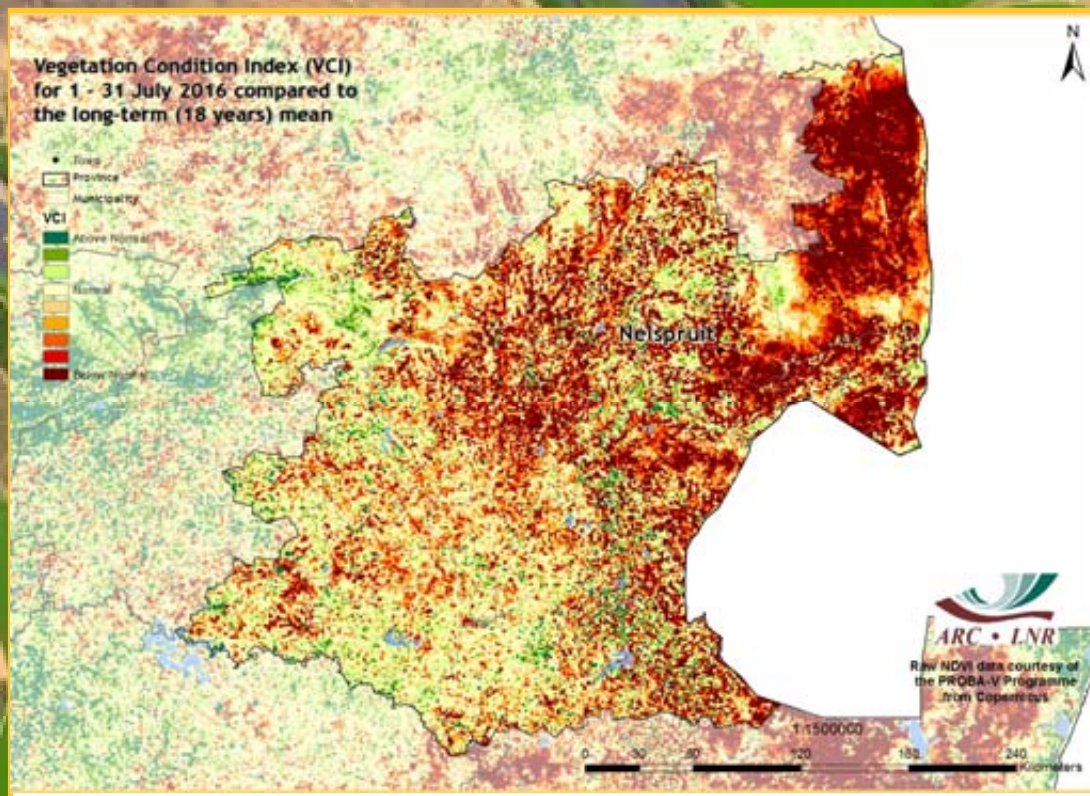 Vegetation Condition Index (VCI)
for 1 - 31 July 2016 compared to
the long-term (18 years) mean
N
Town
Province
Municipality
VCI
Above Normal
Normal
Below Normal
Nelspruit
ARC • LNR
Raw NDVI data courtesy of
the PROBA-V Programme
from Copernicus
1:1500000
0 30 60 120 180 240
Kilometers